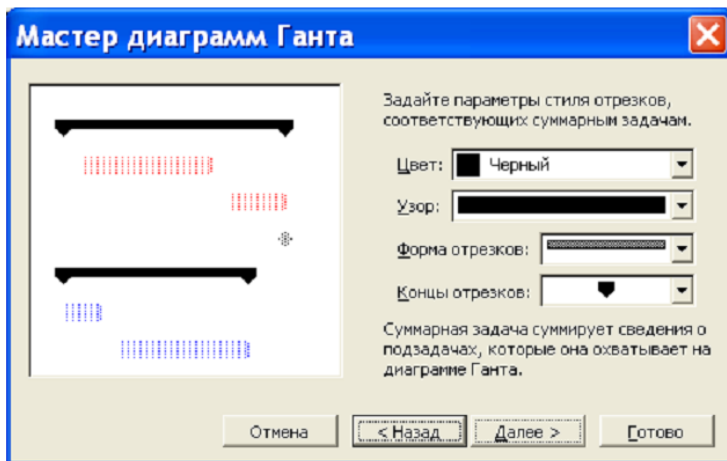 Мастер диаграмм Ганта
Задайте параметры стиля отрезков,
соответствующих суммарным задачам.
Цвет: Черный
Узор:
Форма отрезков:
Концы отрезков:
Суммарная задача суммирует сведения о
подзадачах, которые она охватывает на
диаграмме Ганта.
Отмена < Назад Далее > Готово